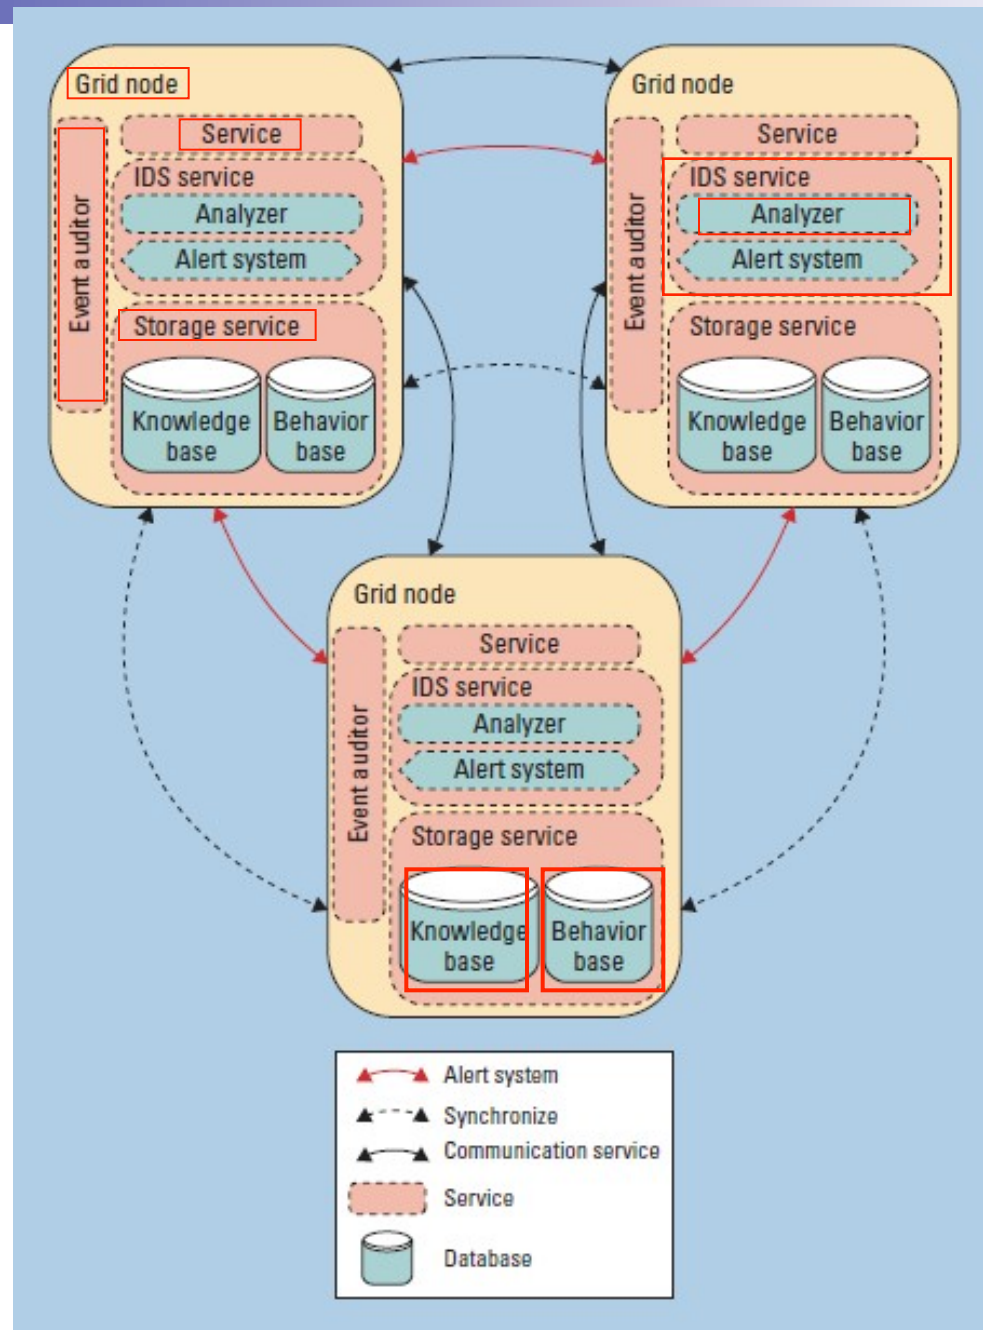 Grid node
Service
IDS service
Analyzer
Alert system
Event auditor
Storage service
Knowledge
base
Behavior
base
Grid node
Service
IDS service
Analyzer
Alert system
Event auditor
Storage service
Knowledge
base
Behavior
base
Grid node
Service
IDS service
Analyzer
Alert system
Event auditor
Storage service
Knowledge
base
Behavior
base
Alert system
Synchronize
Communication service
Service
Database